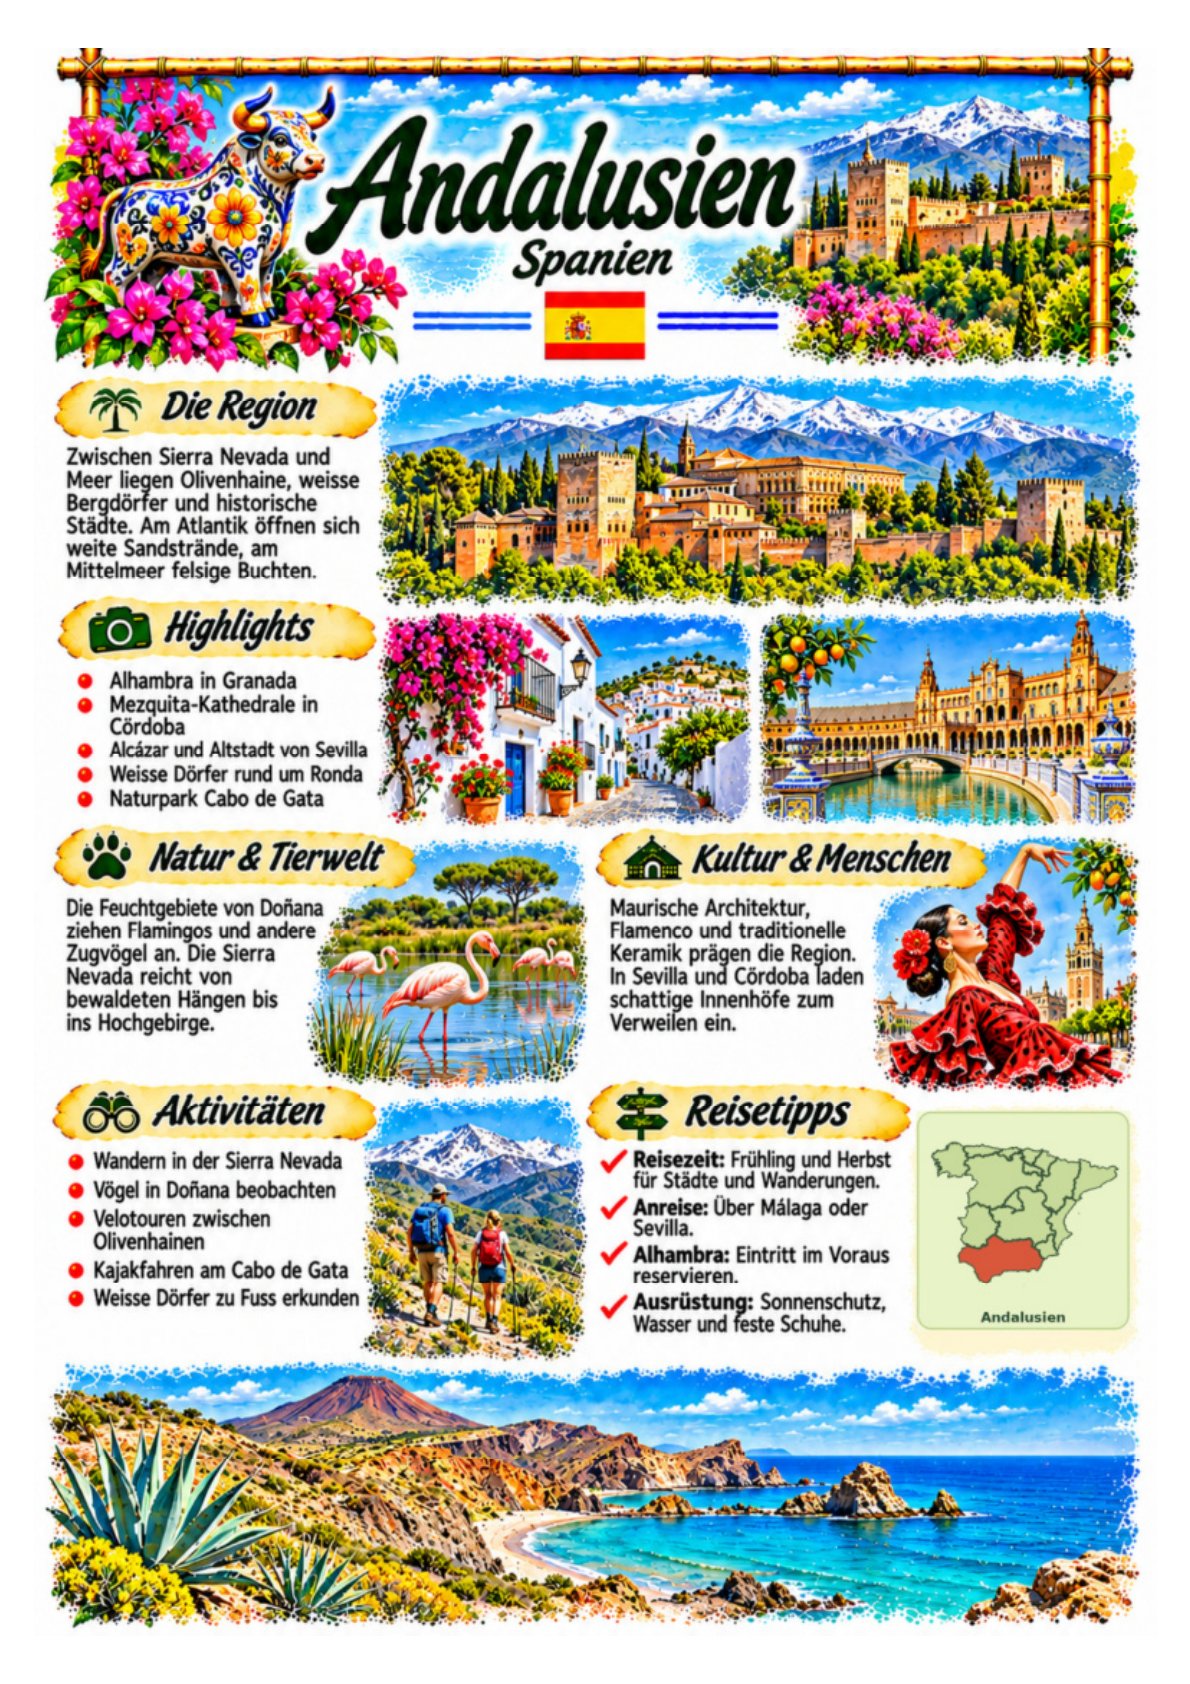 Andalusien
Spanien
Die Region
Zwischen Sierra Nevada und
Meer liegen Olivenhaine, weisse
Bergdörfer und historische
Städte. Am Atlantik öffnen sich
weite Sandstrände, am
Mittelmeer felsige Buchten.
Highlights
Alhambra in Granada
Mezquita-Kathedrale in
Cördoba
Alcázar und Altstadt von Sevilla
Weisse Dörfer rund um Ronda
Naturpark Cabo de Gata
Natur & Tierwelt
Die Feuchtgebiete von Doñana
ziehen Flamingos und andere
Zugvögel an. Die Sierra
Nevada reicht von
bewaldeten Hängen bis
ins Hochgebirge.
Kultur & Menschen
Maurische Architektur,
Flamenco und traditionelle
Keramik prägen die Region.
In Sevilla und Cördoba laden
schattige Innenhöfe zum
Verweilen ein.
Aktivitäten
Wandern in der Sierra Nevada
Vögel in Doñana beobachten
Velotouren zwischen
Olivenhainen
Kajakfahren am Cabo de Gata
Weisse Dörfer zu Fuss erkunden
Reisetipps
Reisezeit: Frühling und Herbst
für Städte und Wanderungen.
Anreise: Über Málaga oder
Sevilla.
Alhambra: Eintritt im Voraus
reservieren.
Ausrüstung: Sonnenschutz,
Wasser und feste Schuhe.
Andalusien